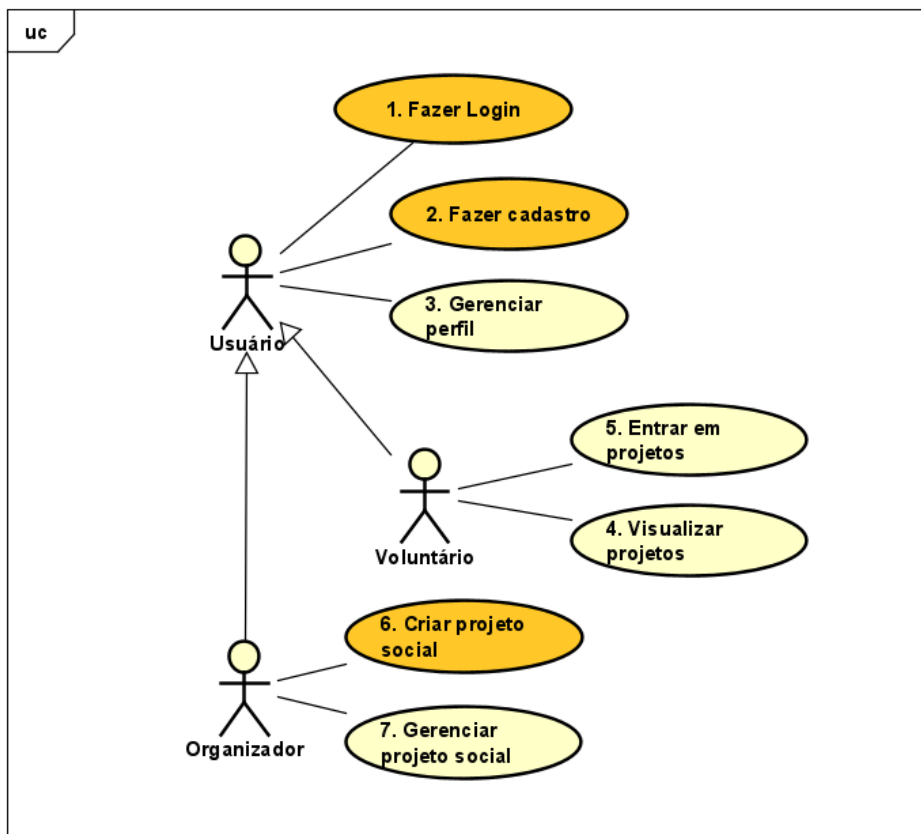 uc
1. Fazer Login
2. Fazer cadastro
3. Gerenciar
perfil
Usuário
5. Entrar em
projetos
4. Visualizar
projetos
Voluntário
6. Criar projeto
social
7. Gerenciar
projeto social
Organizador